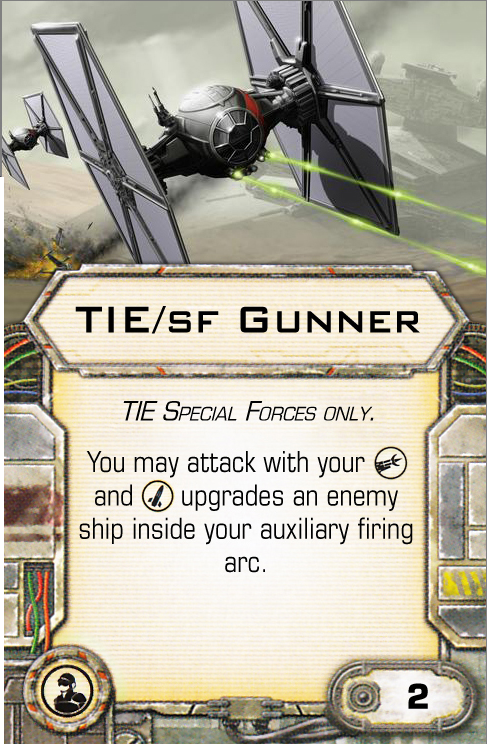 TIE/SF GUNNER
TIE SPECIAL FORCES ONLY.
You may attack with your
and upgrades an enemy
ship inside your auxiliary firing
arc.
2